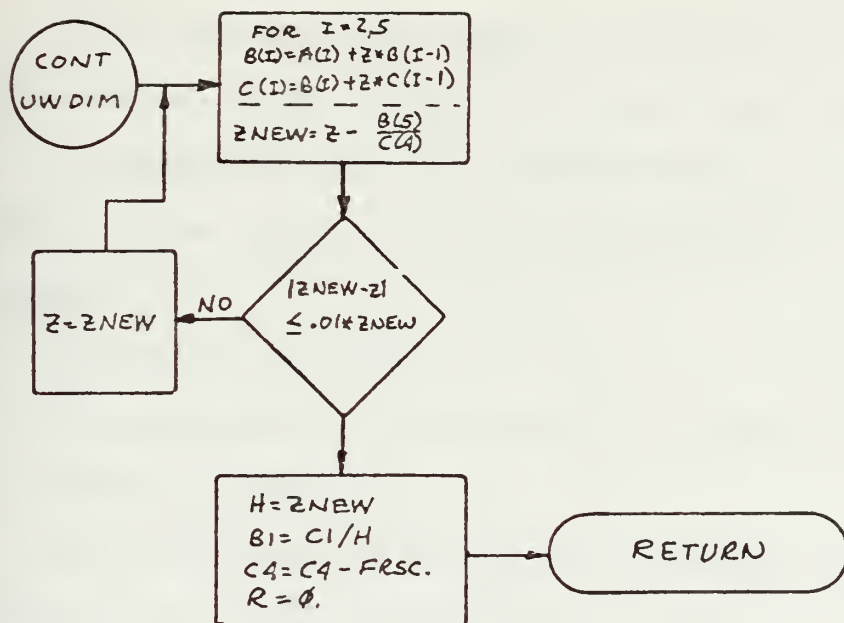 CONT
UWDIM
FOR I=2,5
B(I)=A(I)+Z*B(I-1)
C(I)=B(I)+Z*C(I-1)
ZNEW=Z- B(5)
C(4)
|ZNEW-Z|
≤ .01*ZNEW
NO
Z=ZNEW
H=ZNEW
B1= C1/H
C4=C4-FRSC.
R=Ø.
RETURN